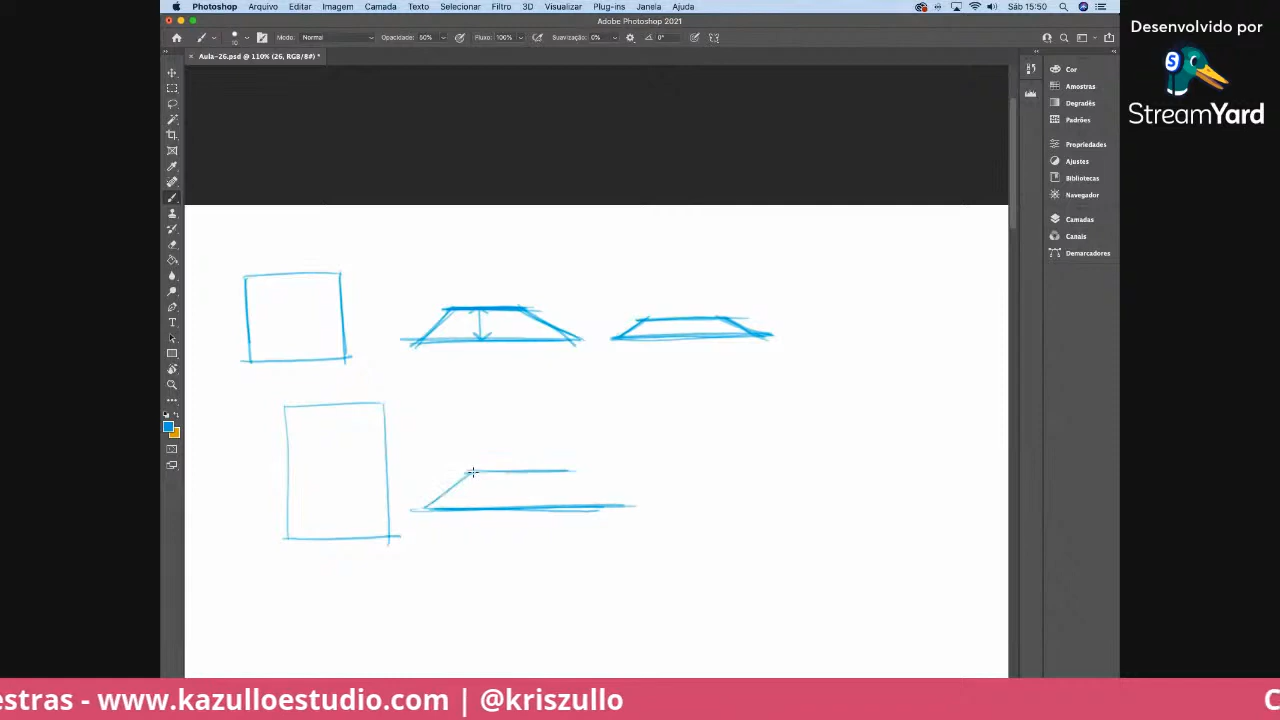 Photoshop Arquivo Editar Imagem Camada Texto Selecionar Filtro 3D Visualizar Plug-ins Janela Ajuda
Sáb 15:50
Desenvolvido por
StreamYard
Adobe Photoshop 2021
Modo: Normal Opacidade: 50% Fluxo: 100% Suavização: 0% 0°
Aula-26.psd @ 110% (26, RGB/8#) *
Cor
Amostras
Degradês
Padrões
Propriedades
Ajustes
Bibliotecas
Navegador
Camadas
Canais
Demarcadores
estras - www.kazulloestudio.com | @kriszullo
C